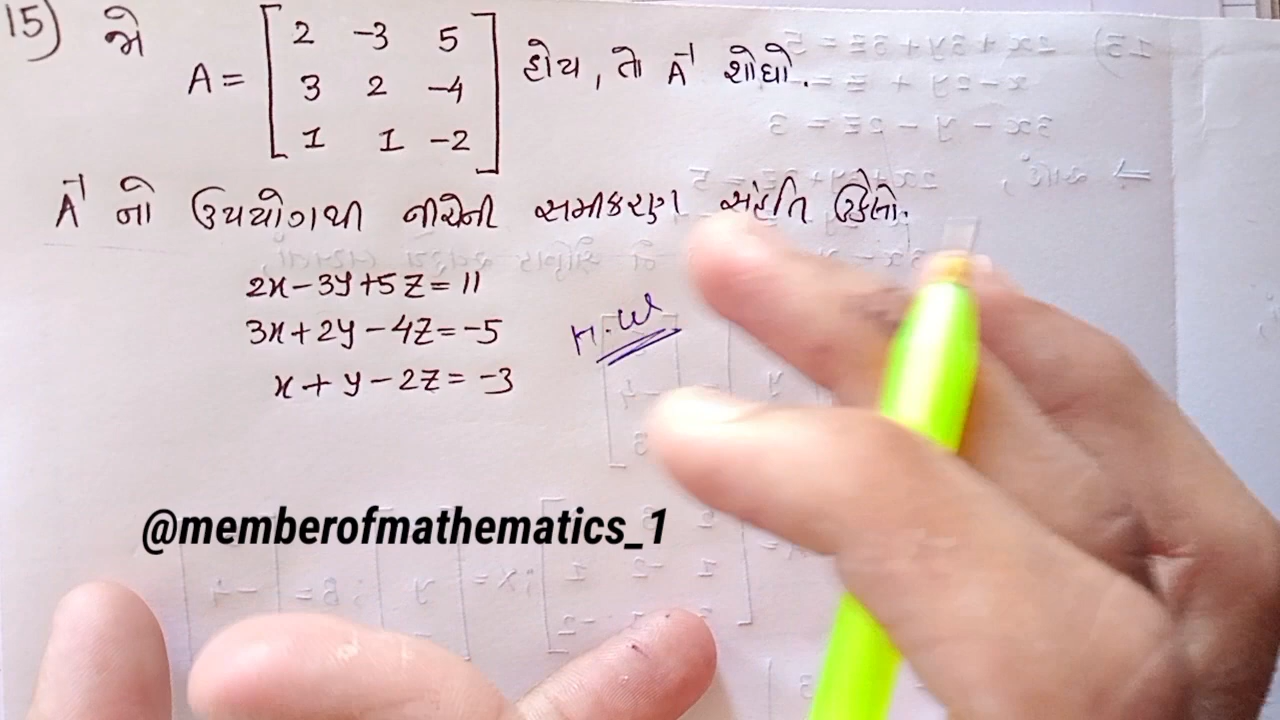 15) જો
A = [ 2 -3 5
3 2 -4
1 1 -2 ] હોય, તો A⁻¹ શોધો.
A⁻¹ નો ઉપયોગથી નીચેની સમીકરણ સંહતિ ઉકેલો.
2x - 3y + 5z = 11
3x + 2y - 4z = -5
x + y - 2z = -3
H.W
@memberofmathematics_1